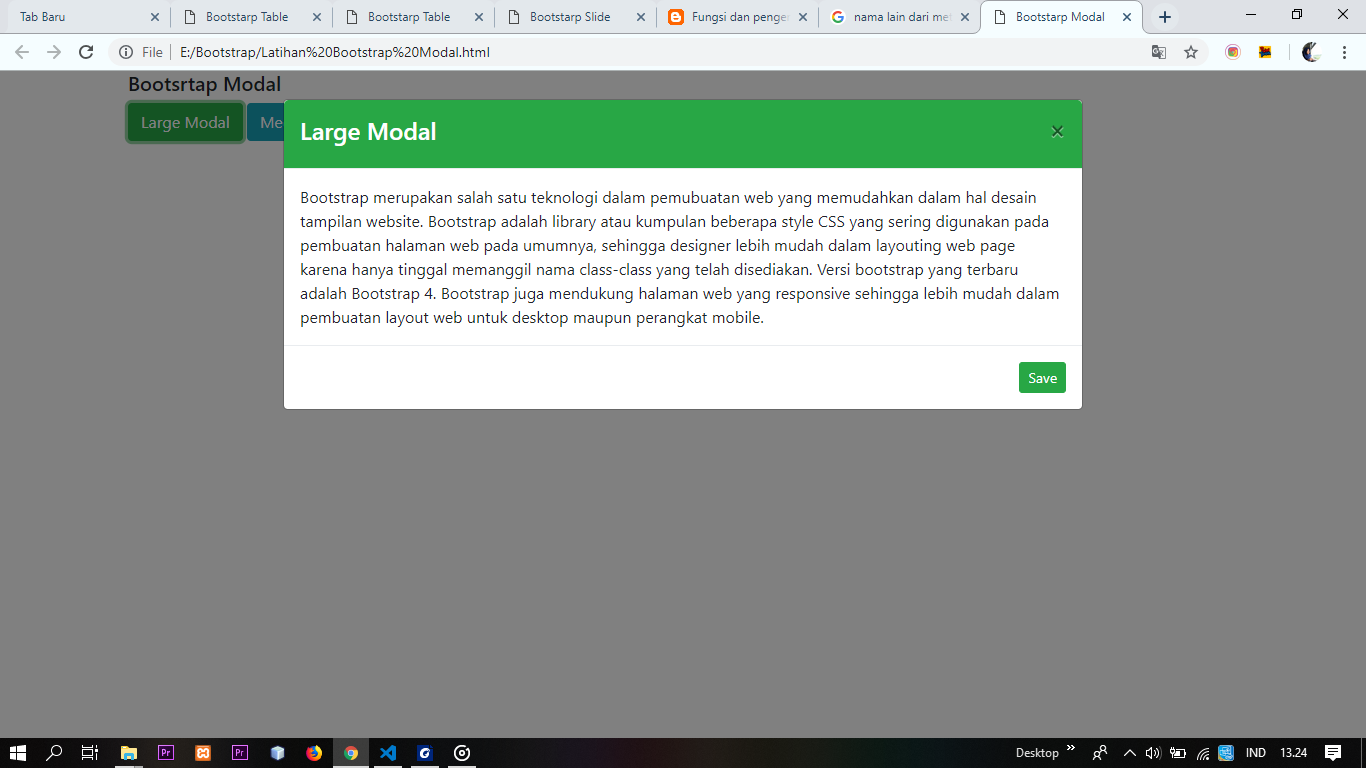 Tab Baru
Bootstarp Table
Bootstarp Table
Bootstarp Slide
Fungsi dan penge
nama lain dari me
Bootstarp Modal
File
E:/Bootstrap/Latihan%20Bootstrap%20Modal.html
Bootsrtap Modal
Large Modal
Me
Large Modal
×
Bootstrap merupakan salah satu teknologi dalam pemubuatan web yang memudahkan dalam hal desain
tampilan website. Bootstrap adalah library atau kumpulan beberapa style CSS yang sering digunakan pada
pembuatan halaman web pada umumnya, sehingga designer lebih mudah dalam layouting web page
karena hanya tinggal memanggil nama class-class yang telah disediakan. Versi bootstrap yang terbaru
adalah Bootstrap 4. Bootstrap juga mendukung halaman web yang responsive sehingga lebih mudah dalam
pembuatan layout web untuk desktop maupun perangkat mobile.
Save
Pr
Pr
Desktop
IND
13.24